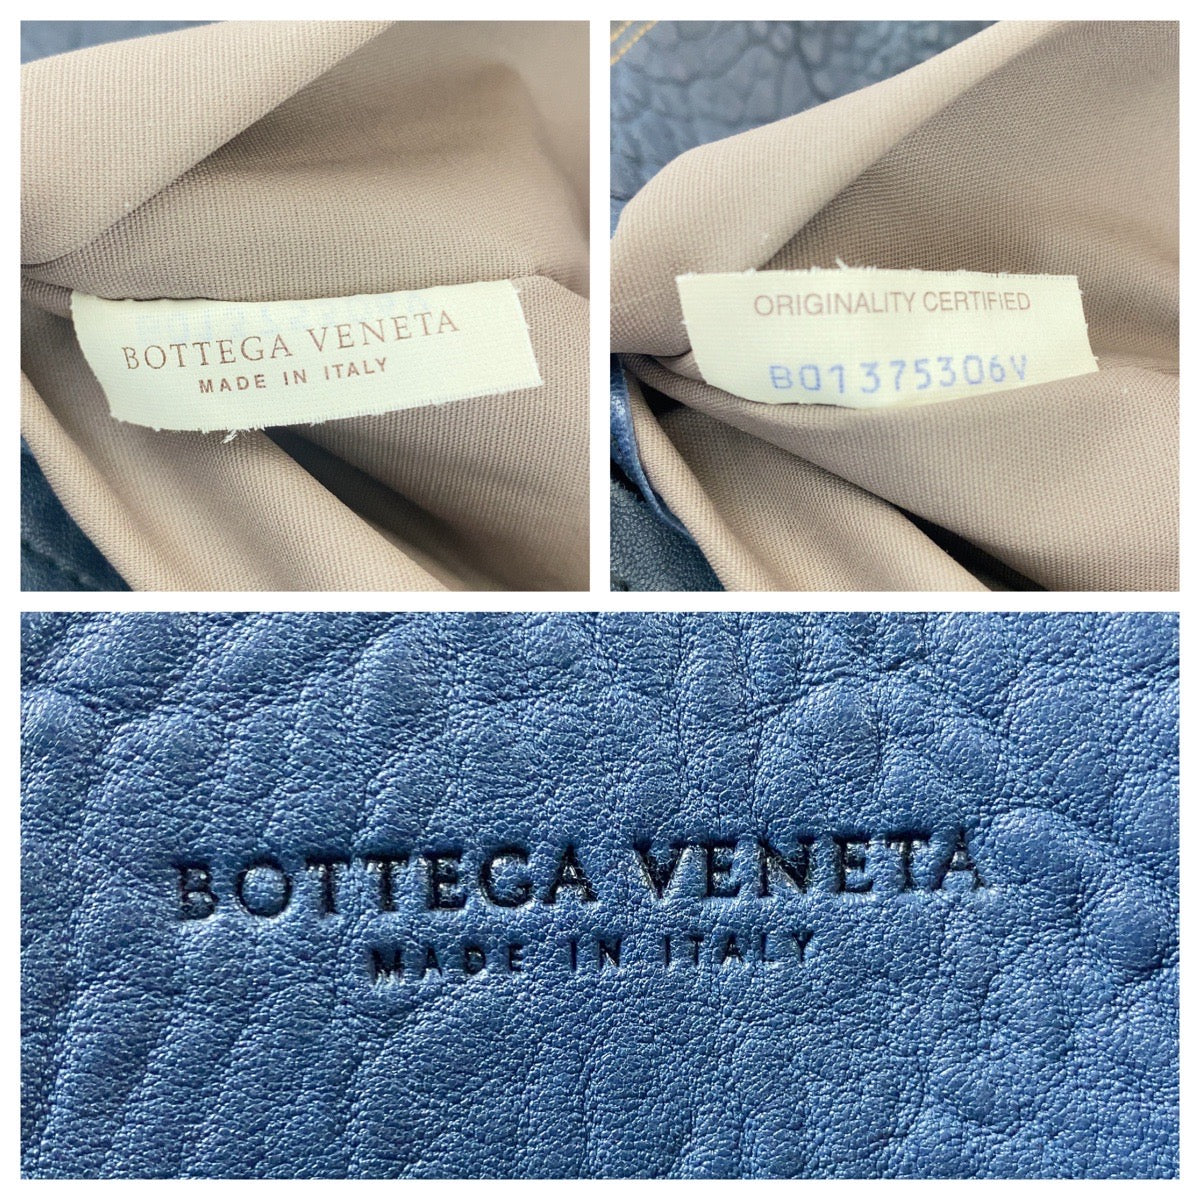 BOTTEGA VENETA
MADE IN ITALY
ORIGINALITY CERTIFIED
B01375306V
BOTTEGA VENETA
MADE IN ITALY